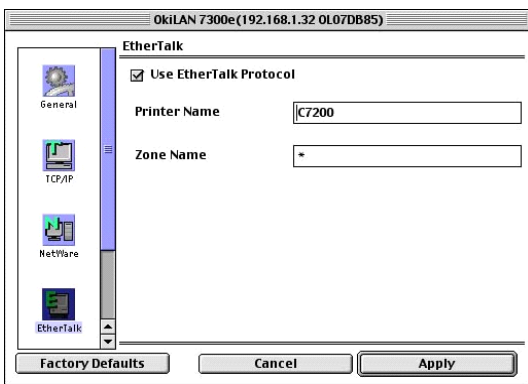 OkiLAN 7300e(192.168.1.32 0L07DB85)
EtherTalk
Use EtherTalk Protocol
Printer Name
C7200
Zone Name
*
General
TCP/IP
NetWare
EtherTalk
Factory Defaults
Cancel
Apply